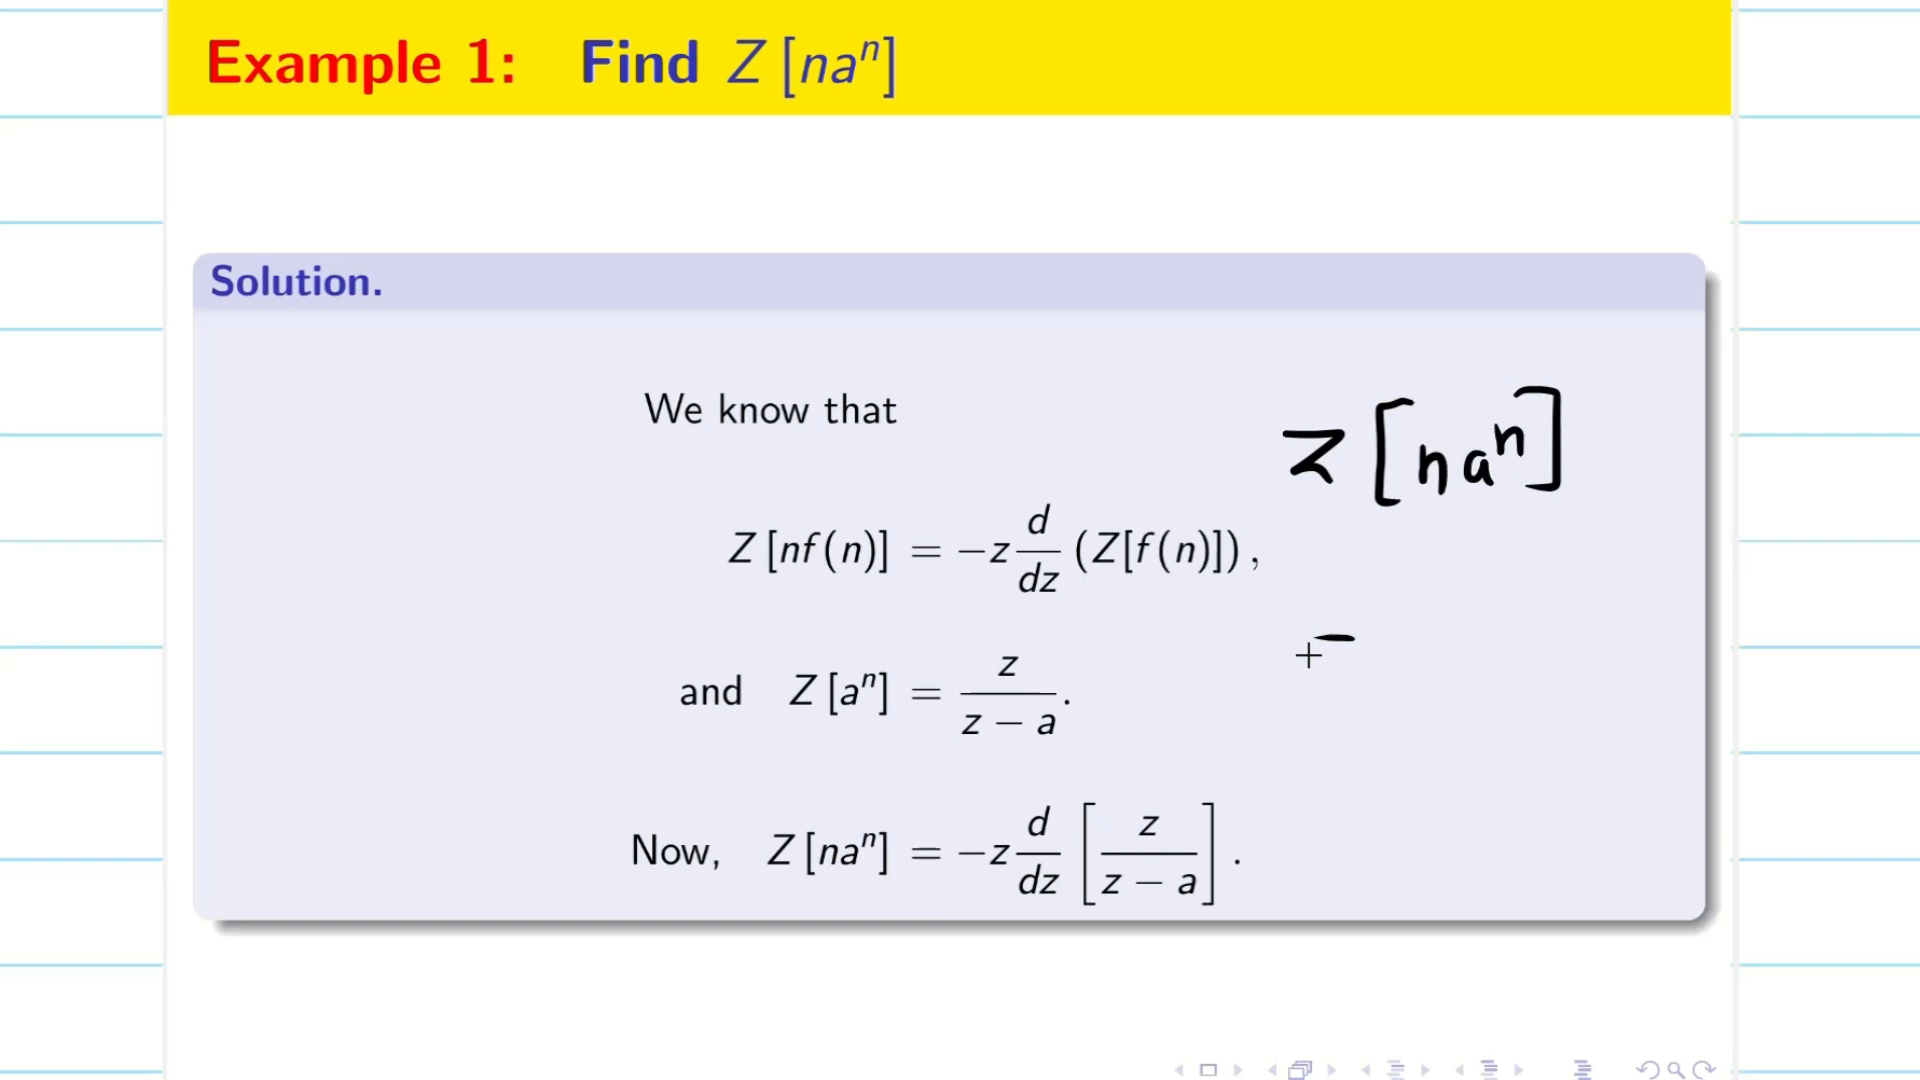 Example 1: Find Z [naⁿ]
Solution.
We know that
Z [naⁿ]
Z [nf(n)] = −z d/dz (Z[f(n)]),
and Z [aⁿ] = z/(z − a).
Now, Z [naⁿ] = −z d/dz [z/(z − a)].